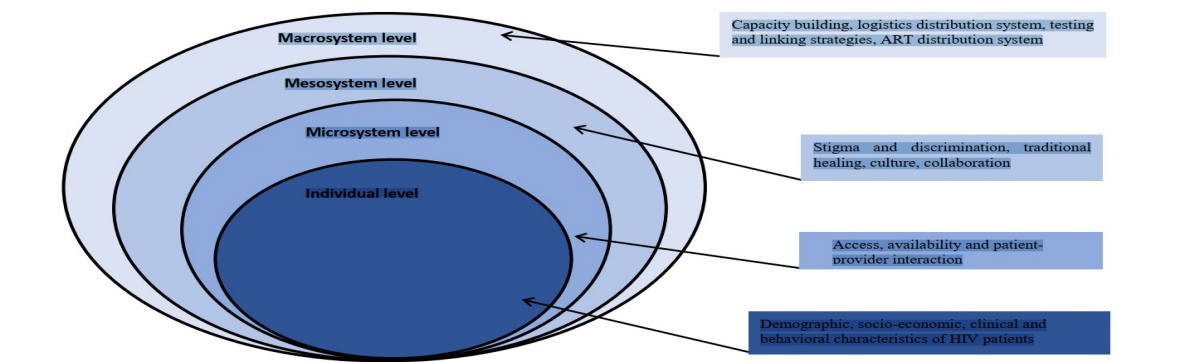 Macrosystem level
Capacity building, logistics distribution system, testing
and linking strategies, ART distribution system
Mesosystem level
Stigma and discrimination, traditional
healing, culture, collaboration
Microsystem level
Access, availability and patient-
provider interaction
Individual level
Demographic, socio-economic, clinical and
behavioral characteristics of HIV patients